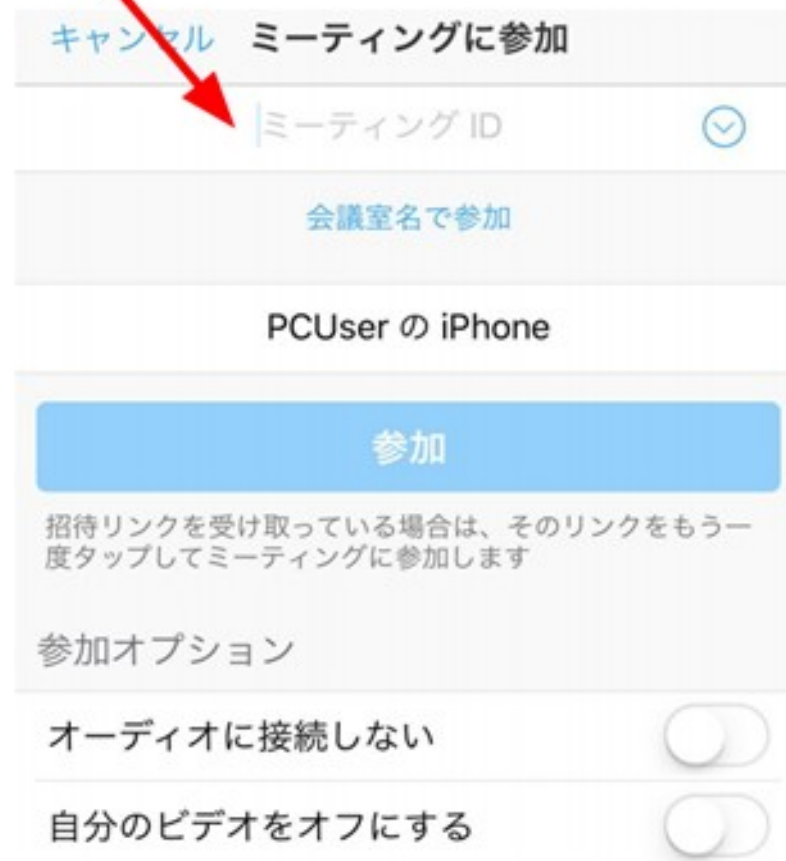 キャンセル ミーティングに参加
ミーティング ID
会議室名で参加
PCUser の iPhone
参加
招待リンクを受け取っている場合は、そのリンクをもう一
度タップしてミーティングに参加します
参加オプション
オーディオに接続しない
自分のビデオをオフにする